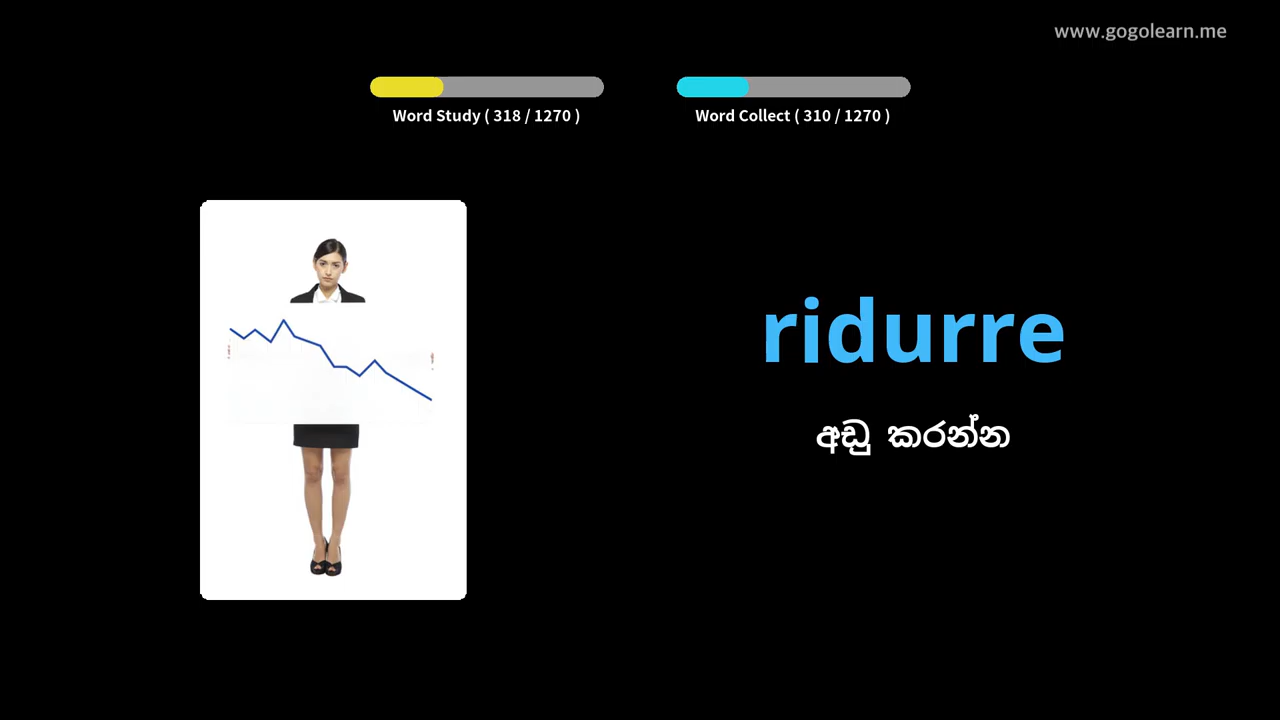 www.gogolearn.me
Word Study ( 318 / 1270 )
Word Collect ( 310 / 1270 )
ridurre
අඩු කරන්න